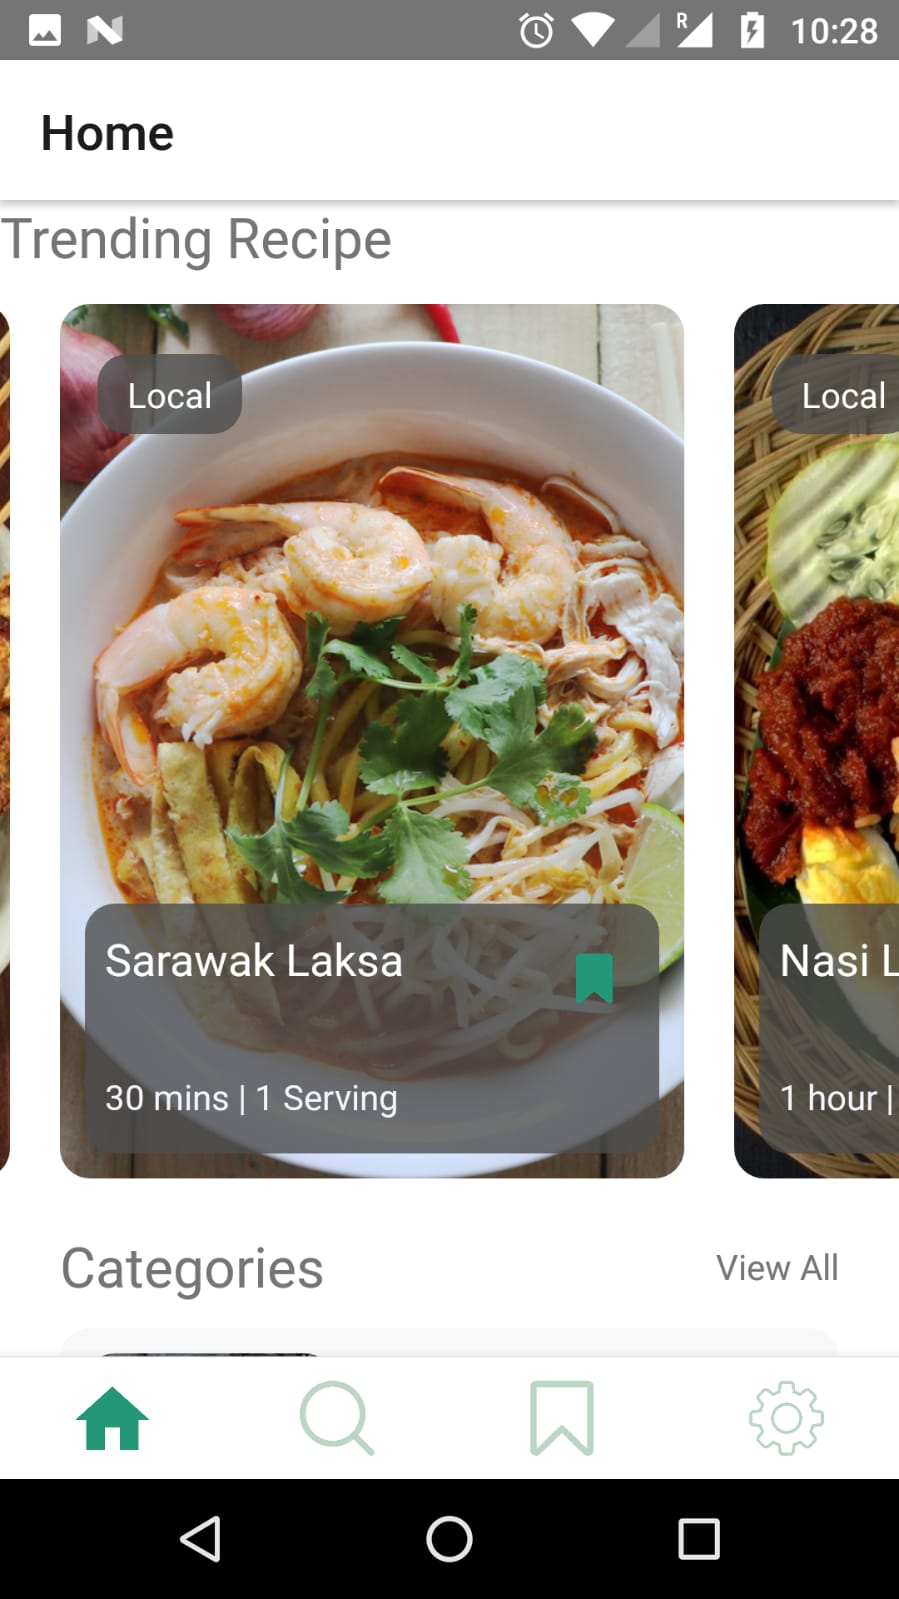 R 10:28
Home
Trending Recipe
Local
Local
Sarawak Laksa
Nasi L
30 mins | 1 Serving
1 hour |
Categories
View All